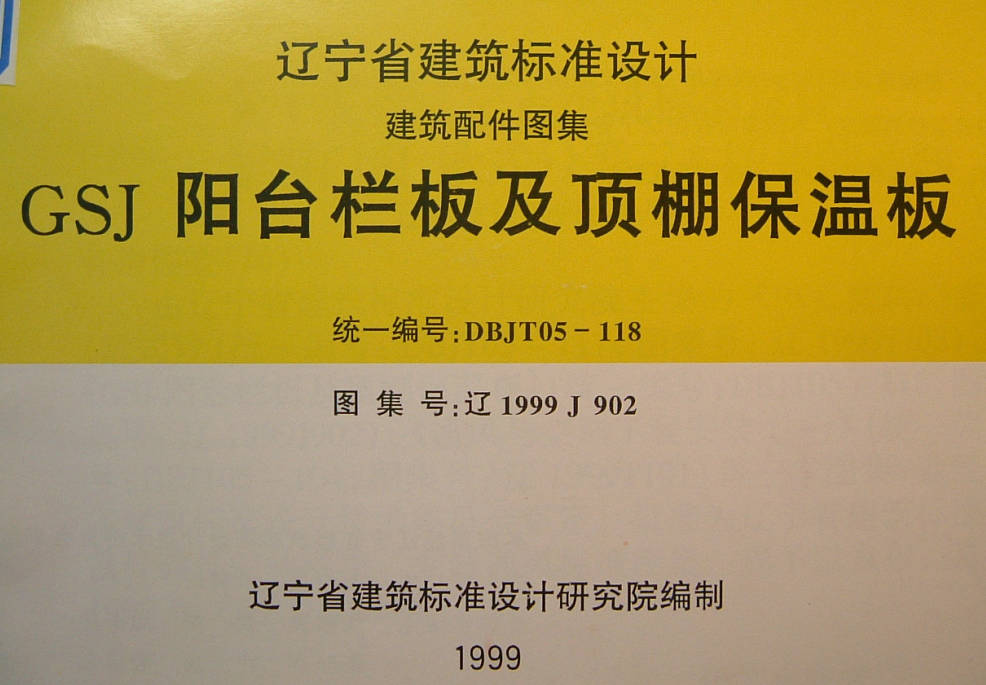 辽宁省建筑标准设计
建筑配件图集
GSJ 阳台栏板及顶棚保温板
统一编号:DBJT05－118
图 集 号:辽 1999 J 902
辽宁省建筑标准设计研究院编制
1999